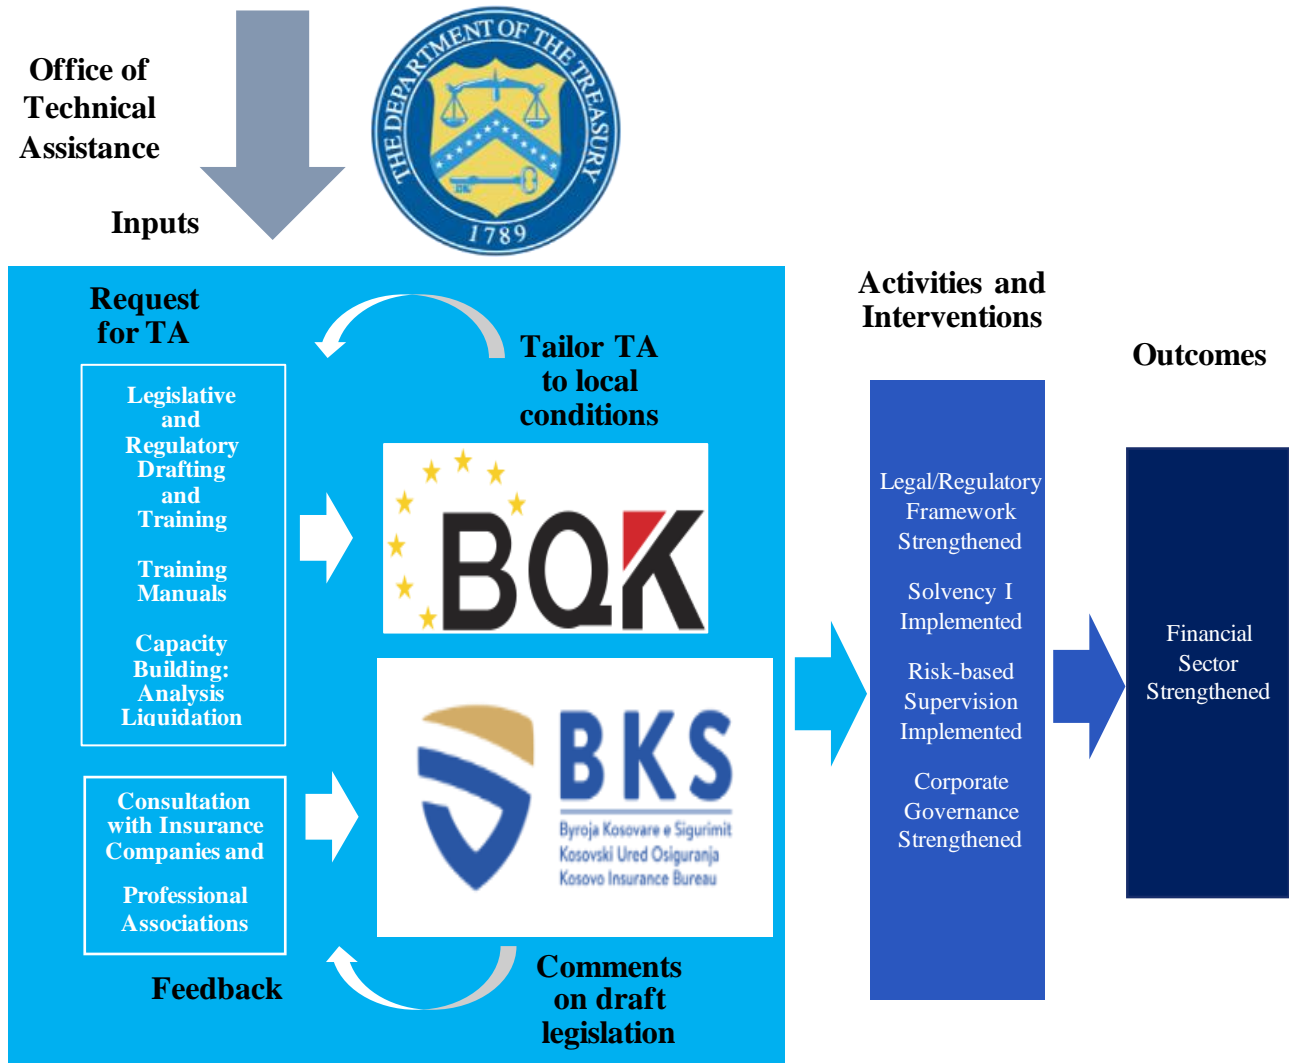 Office of
Technical
Assistance
THE DEPARTMENT OF THE TREASURY
1789
Inputs
Request
for TA
Tailor TA
to local
conditions
Legislative
and
Regulatory
Drafting
and
Training
Training
Manuals
Capacity
Building:
Analysis
Liquidation
BQK
BKS
Byroja Kosovare e Sigurimit
Kosovski Ured Osiguranja
Kosovo Insurance Bureau
Consultation
with Insurance
Companies and
Professional
Associations
Feedback
Comments
on draft
legislation
Activities and
Interventions
Legal/Regulatory
Framework
Strengthened
Solvency I
Implemented
Risk-based
Supervision
Implemented
Corporate
Governance
Strengthened
Outcomes
Financial
Sector
Strengthened